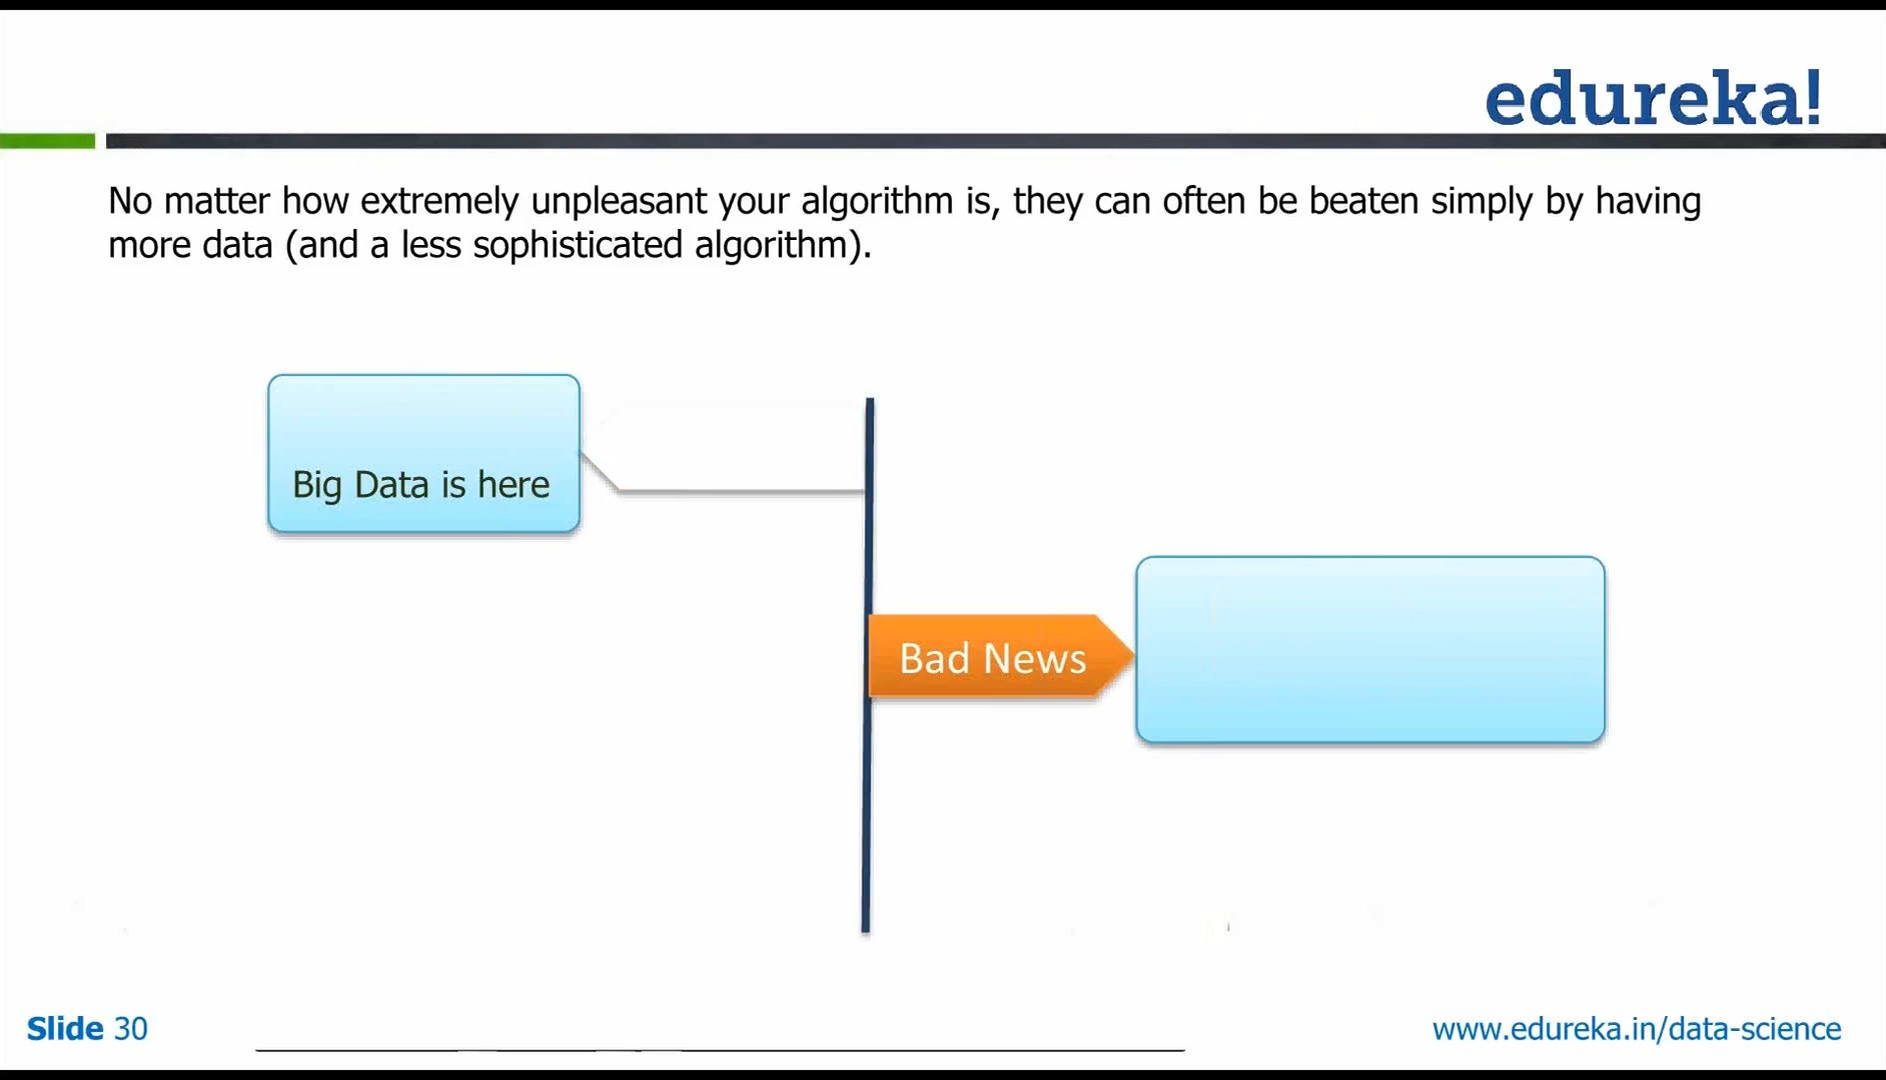 edureka!
No matter how extremely unpleasant your algorithm is, they can often be beaten simply by having
more data (and a less sophisticated algorithm).
Big Data is here
Bad News
Slide 30
www.edureka.in/data-science